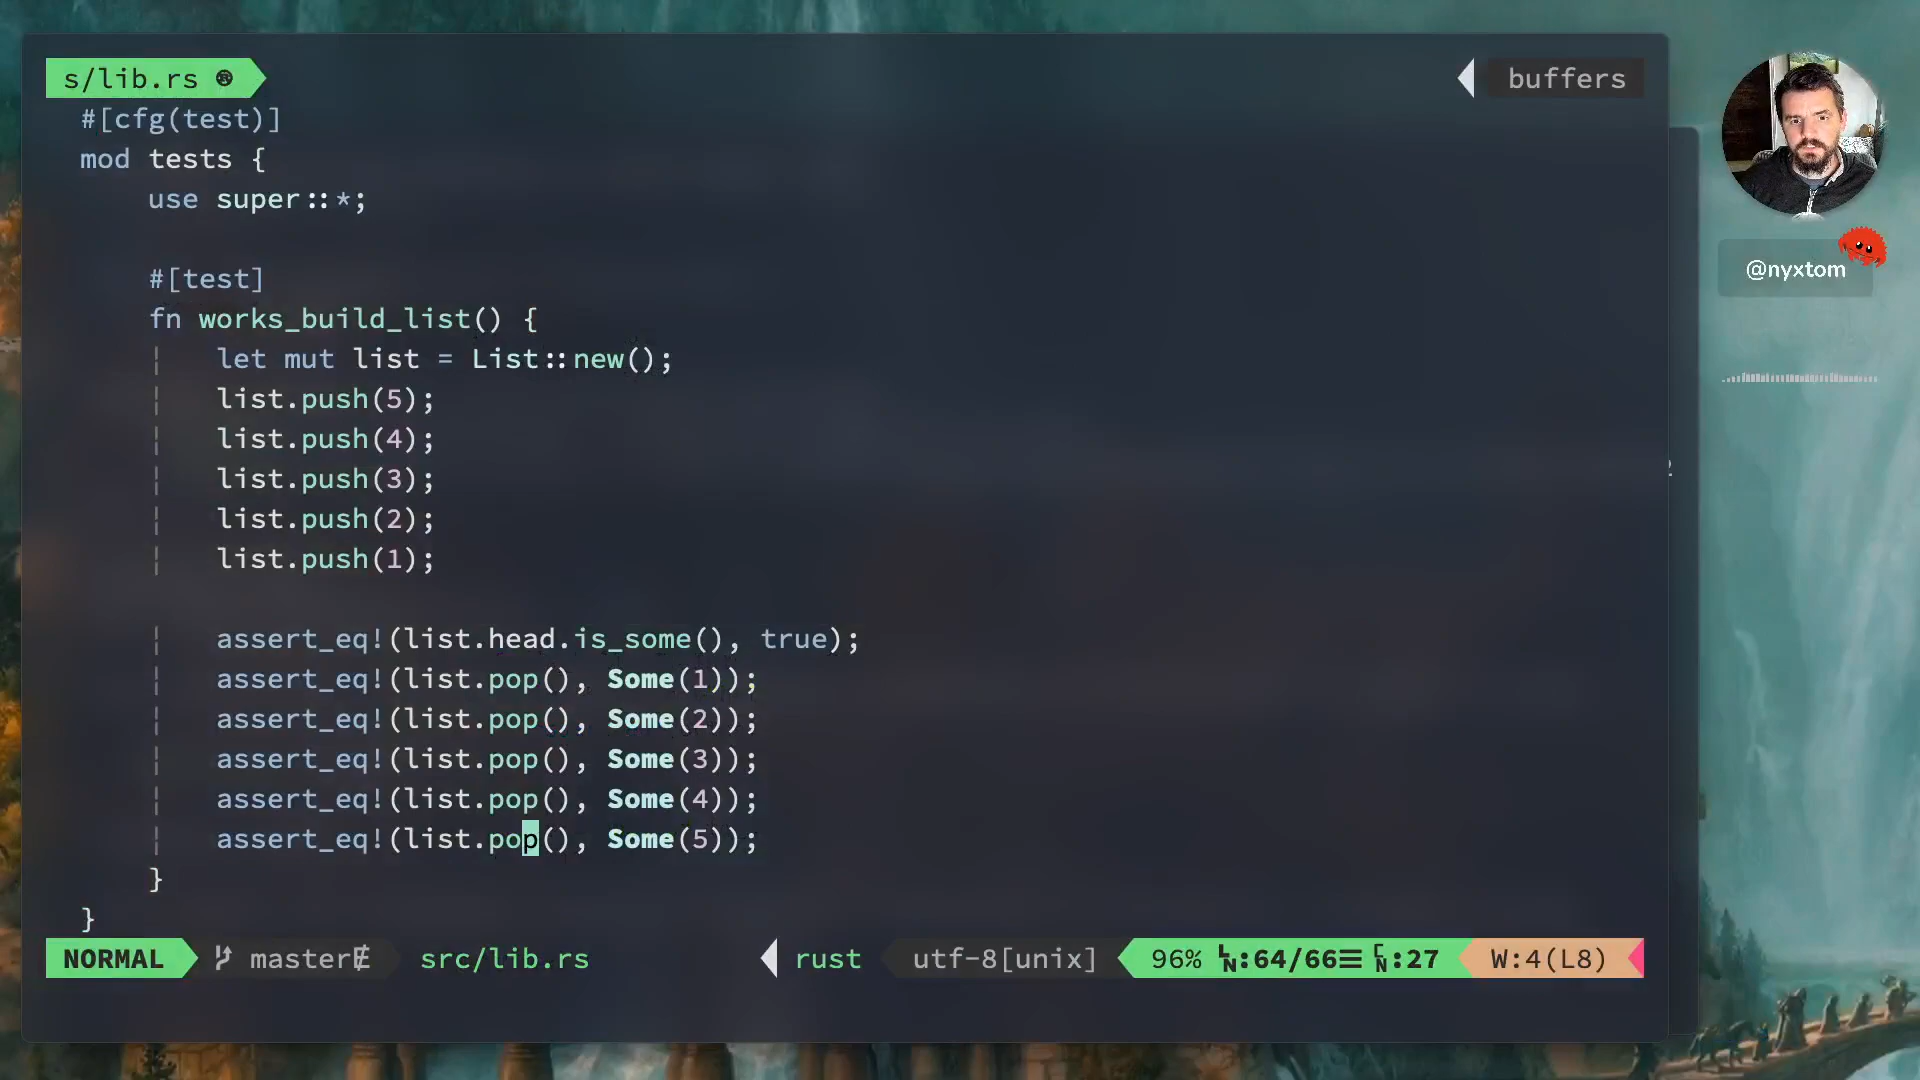 s/lib.rs
buffers
#[cfg(test)]
mod tests {
    use super::*;

    #[test]
    fn works_build_list() {
        let mut list = List::new();
        list.push(5);
        list.push(4);
        list.push(3);
        list.push(2);
        list.push(1);

        assert_eq!(list.head.is_some(), true);
        assert_eq!(list.pop(), Some(1));
        assert_eq!(list.pop(), Some(2));
        assert_eq!(list.pop(), Some(3));
        assert_eq!(list.pop(), Some(4));
        assert_eq!(list.pop(), Some(5));
    }
}
NORMAL master src/lib.rs rust utf-8[unix] 96% LN:64/66☰ CN:27 W:4(L8)
@nyxtom